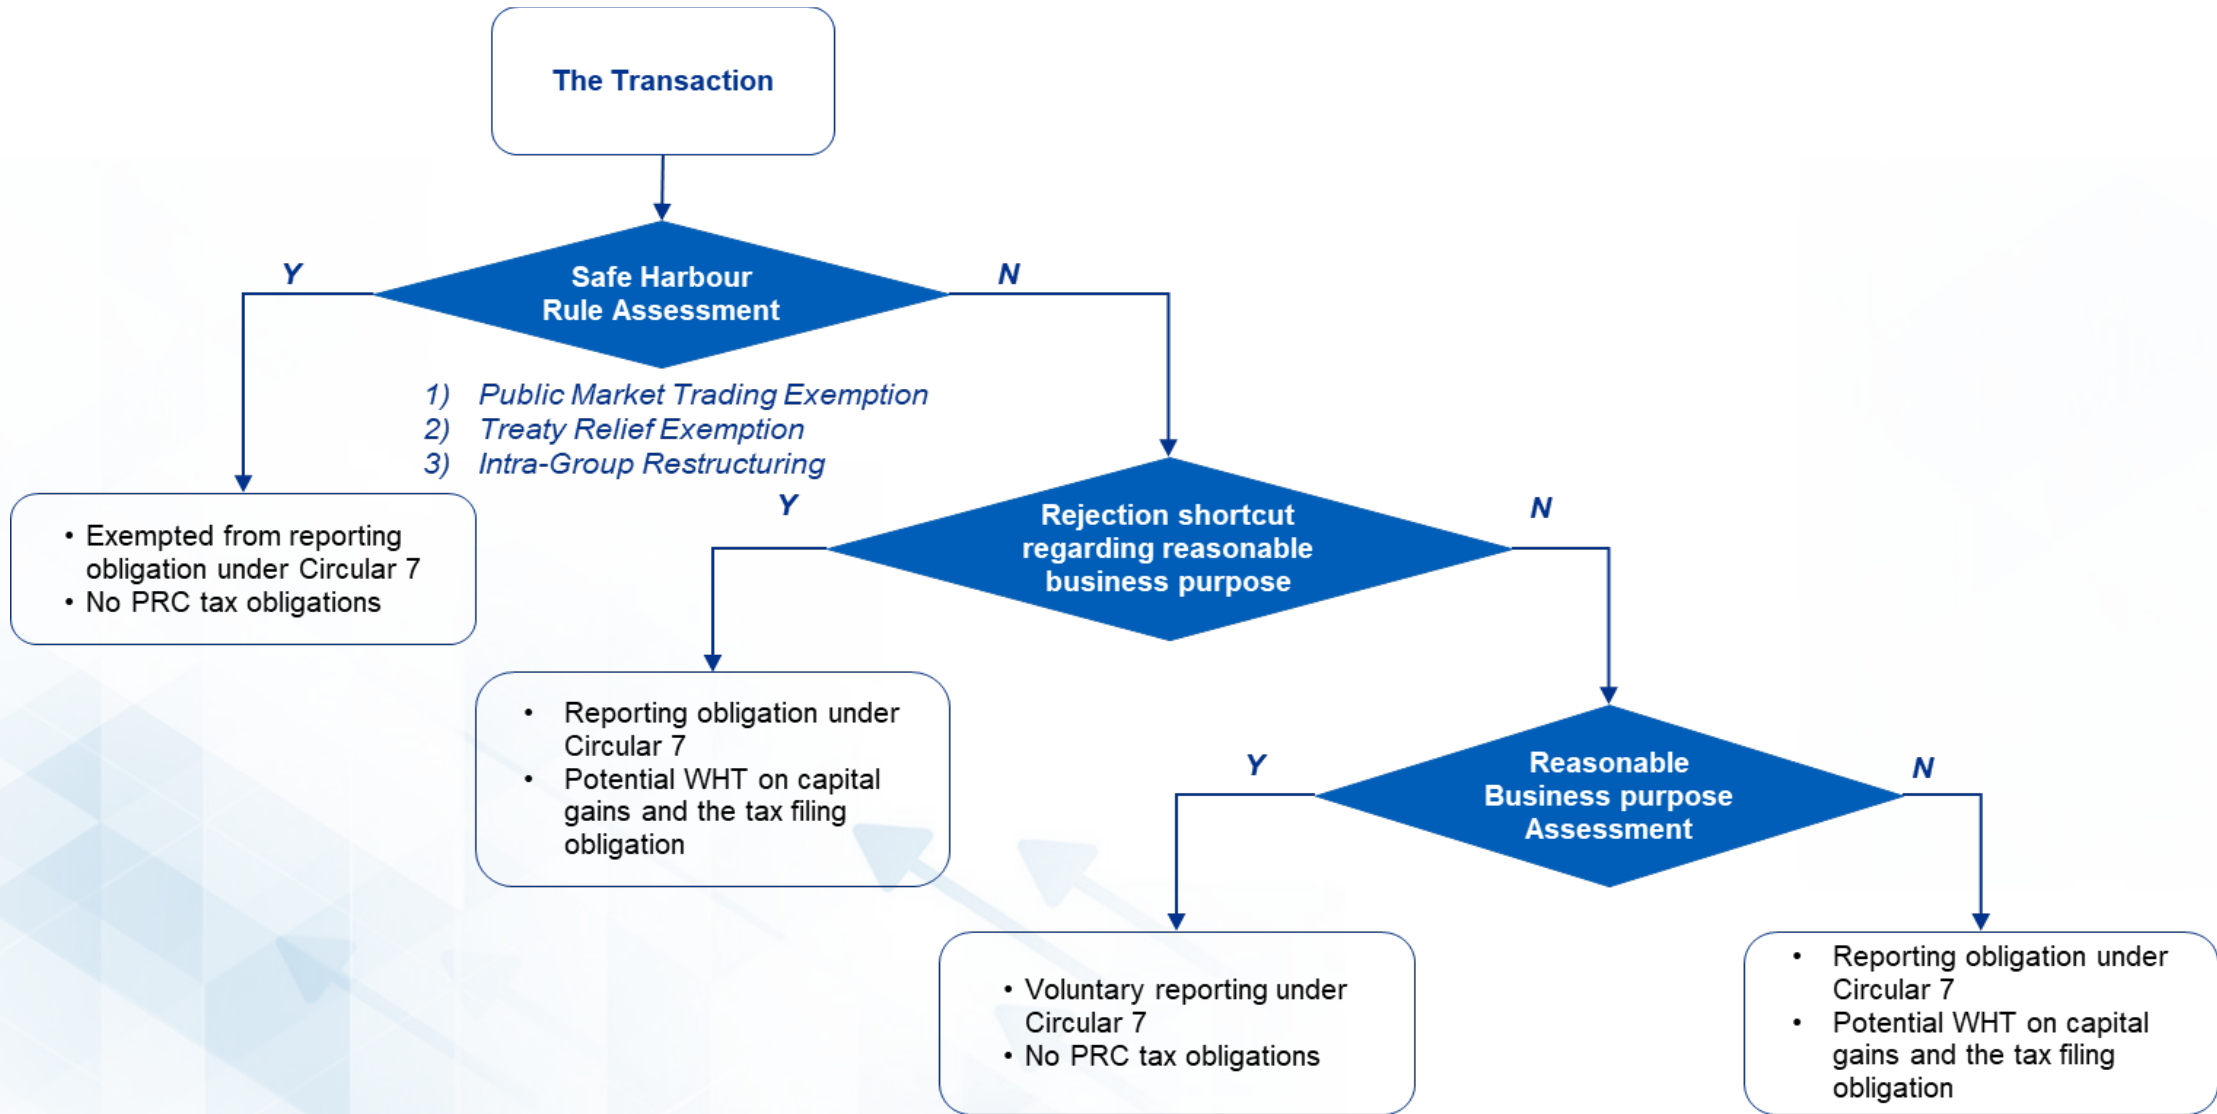 The Transaction
Y
Safe Harbour
Rule Assessment
N
1) Public Market Trading Exemption
2) Treaty Relief Exemption
3) Intra-Group Restructuring
• Exempted from reporting
obligation under Circular 7
• No PRC tax obligations
Y
Rejection shortcut
regarding reasonable
business purpose
N
• Reporting obligation under
Circular 7
• Potential WHT on capital
gains and the tax filing
obligation
Y
Reasonable
Business purpose
Assessment
N
• Voluntary reporting under
Circular 7
• No PRC tax obligations
• Reporting obligation under
Circular 7
• Potential WHT on capital
gains and the tax filing
obligation